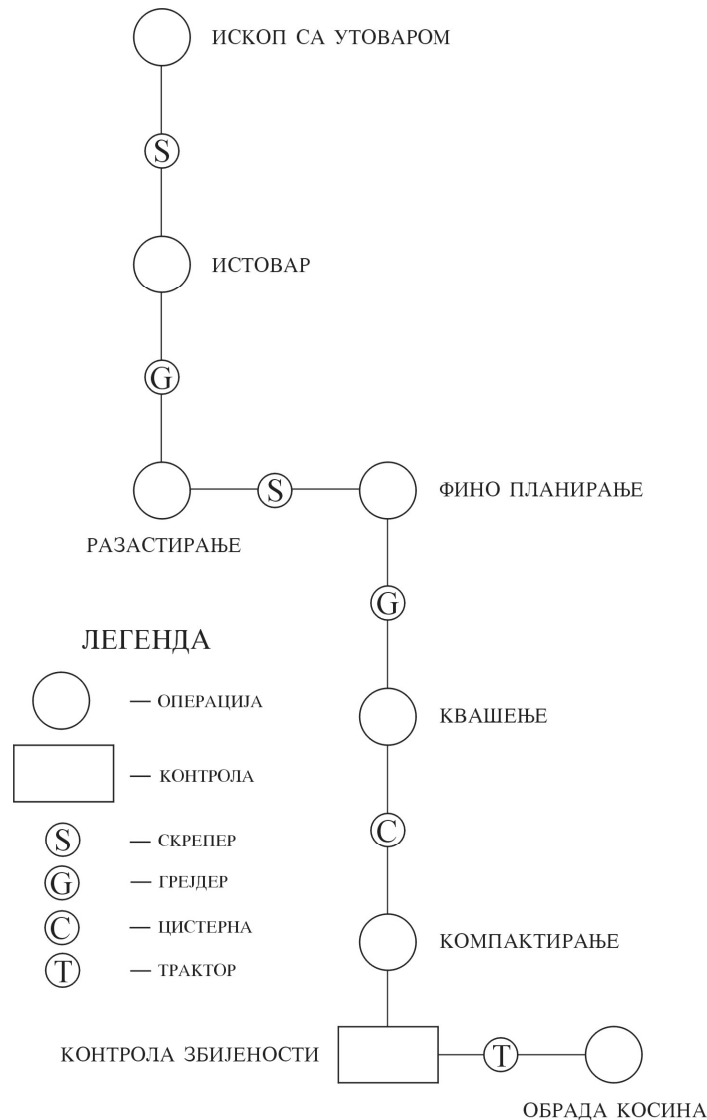 ИСКОП СА УТОВАРОМ
S
ИСТОВАР
G
S
ФИНО ПЛАНИРАЊЕ
РАЗАСТИРАЊЕ
G
ЛЕГЕНДА
— ОПЕРАЦИЈА
КВАШЕЊЕ
— КОНТРОЛА
C
S — СКРЕПЕР
G — ГРЕЈДЕР
C — ЦИСТЕРНА
T — ТРАКТОР
КОМПАКТИРАЊЕ
КОНТРОЛА ЗБИЈЕНОСТИ
T
ОБРАДА КОСИНА